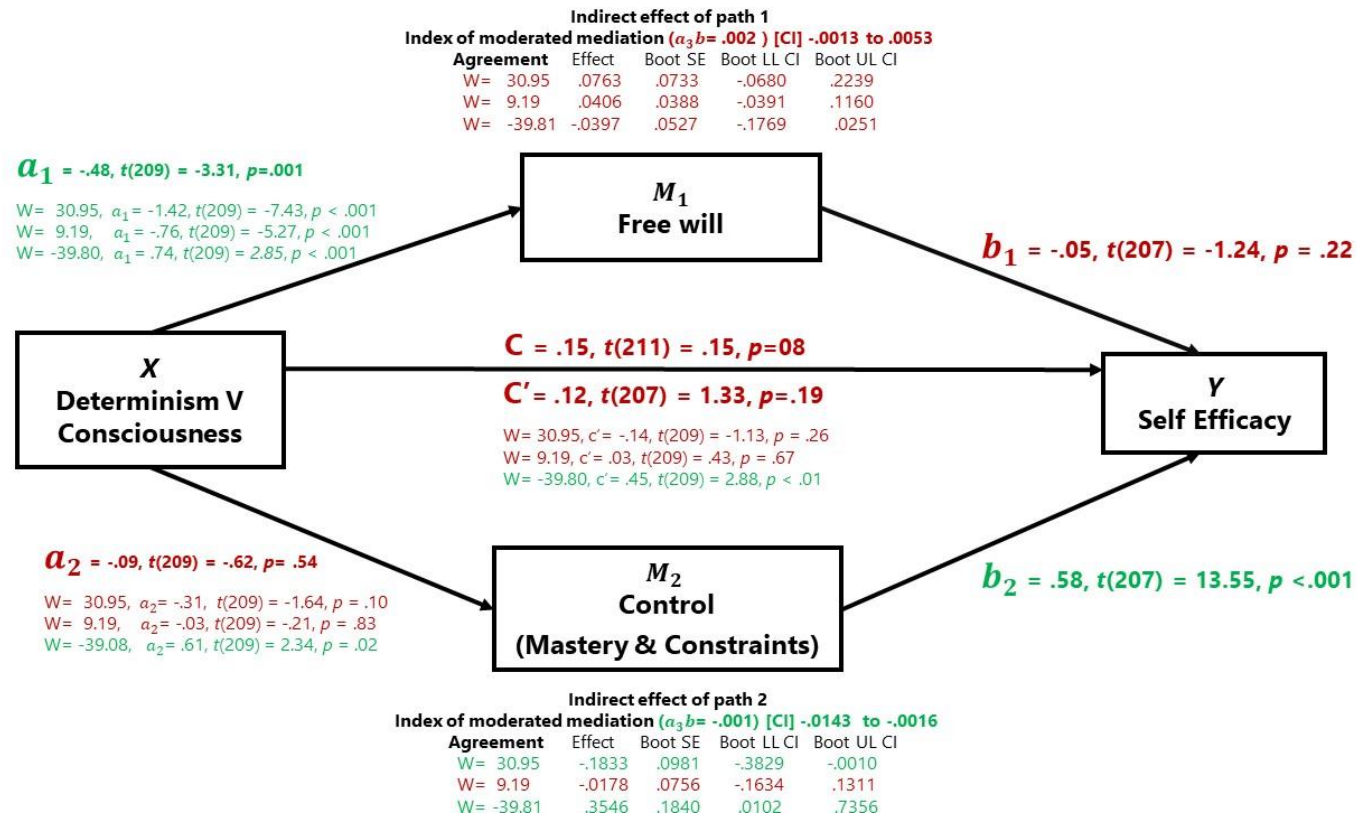 Indirect effect of path 1
Index of moderated mediation (a₃b= .002 ) [CI] -.0013 to .0053
Agreement Effect Boot SE Boot LL CI Boot UL CI
W= 30.95 .0763 .0733 -.0680 .2239
W= 9.19 .0406 .0388 -.0391 .1160
W= -39.81 -.0397 .0527 -.1769 .0251
a₁ = -.48, t(209) = -3.31, p=.001
W= 30.95, a₁ = -1.42, t(209) = -7.43, p < .001
W= 9.19, a₁ = -.76, t(209) = -5.27, p < .001
W= -39.80, a₁ = .74, t(209) = 2.85, p < .001
M₁
Free will
b₁ = -.05, t(207) = -1.24, p = .22
X
Determinism V
Consciousness
C = .15, t(211) = .15, p=08
C′ = .12, t(207) = 1.33, p=.19
W= 30.95, c′= -.14, t(209) = -1.13, p = .26
W= 9.19, c′= .03, t(209) = .43, p = .67
W= -39.80, c′= .45, t(209) = 2.88, p < .01
Y
Self Efficacy
a₂ = -.09, t(209) = -.62, p= .54
W= 30.95, a₂= -.31, t(209) = -1.64, p = .10
W= 9.19, a₂= -.03, t(209) = -.21, p = .83
W= -39.08, a₂= .61, t(209) = 2.34, p = .02
M₂
Control
(Mastery & Constraints)
b₂ = .58, t(207) = 13.55, p <.001
Indirect effect of path 2
Index of moderated mediation (a₃b= -.001) [CI] -.0143 to -.0016
Agreement Effect Boot SE Boot LL CI Boot UL CI
W= 30.95 -.1833 .0981 -.3829 -.0010
W= 9.19 -.0178 .0756 -.1634 .1311
W= -39.81 .3546 .1840 .0102 .7356